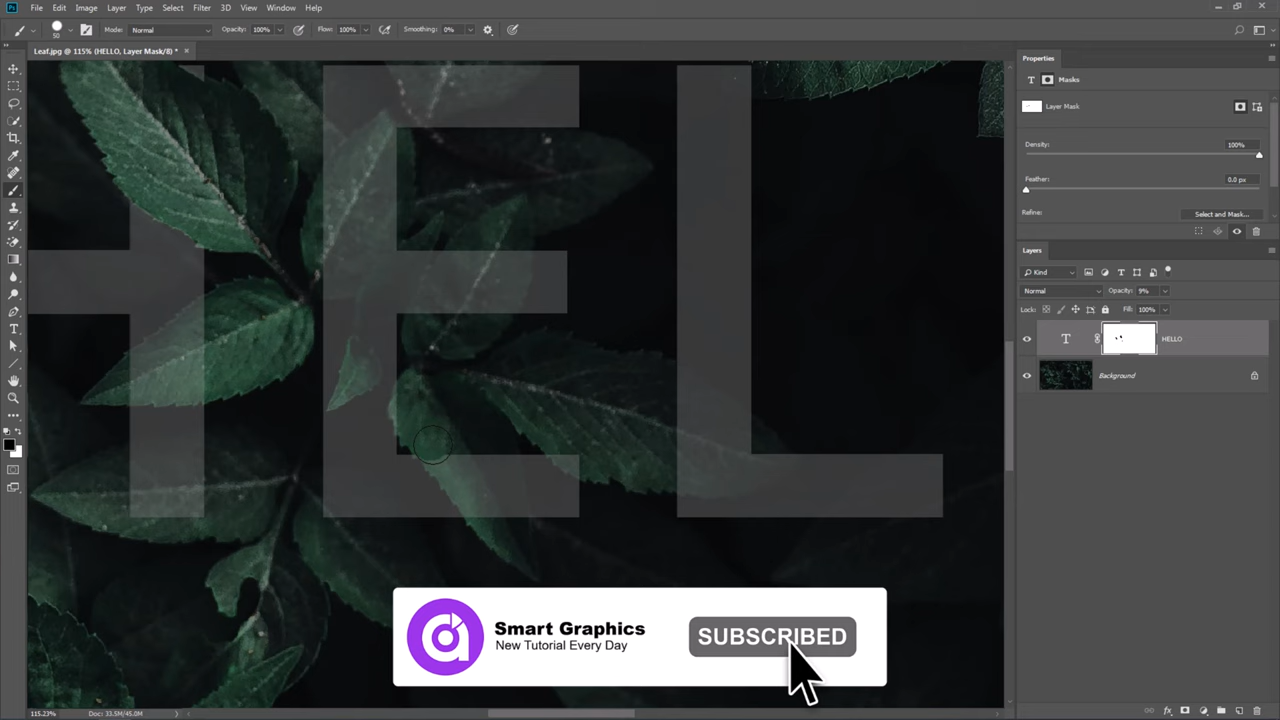 Ps File Edit Image Layer Type Select Filter 3D View Window Help
50 Mode: Normal Opacity: 100% Flow: 100% Smoothing: 0%
Leaf.jpg @ 115% (HELLO, Layer Mask/8) *
Properties
T Masks
Layer Mask
Density: 100%
Feather: 0.0 px
Refine: Select and Mask...
Layers
Kind
Normal Opacity: 9%
Lock: Fill: 100%
T HELLO
Background
HEL
Smart Graphics
New Tutorial Every Day
SUBSCRIBED
115.23% Doc: 33.5M/45.0M